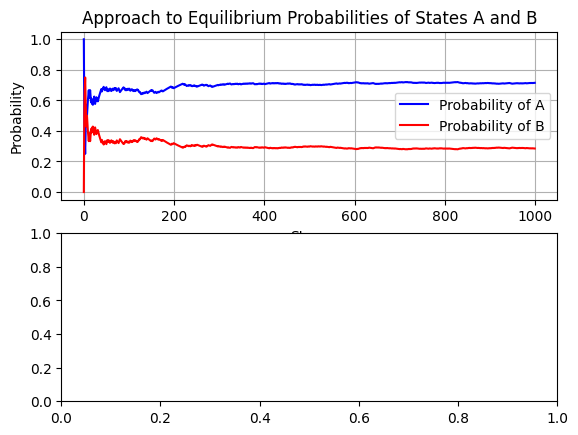 Approach to Equilibrium Probabilities of States A and B
1.0
0.8
0.6
0.4
0.2
0.0
Probability
Probability of A
Probability of B
0 200 400 600 800 1000
1.0
0.8
0.6
0.4
0.2
0.0
0.0 0.2 0.4 0.6 0.8 1.0